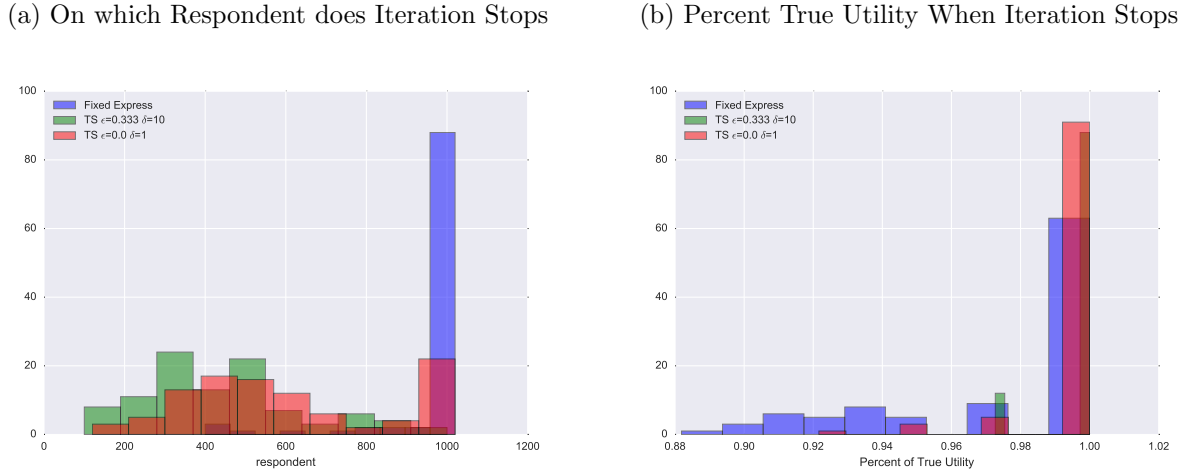 (a) On which Respondent does Iteration Stops
(b) Percent True Utility When Iteration Stops
100
80
60
40
20
0
Fixed Express
TS ϵ=0.333 δ=10
TS ϵ=0.0 δ=1
0 200 400 600 800 1000 1200
respondent
100
80
60
40
20
0
Fixed Express
TS ϵ=0.333 δ=10
TS ϵ=0.0 δ=1
0.88 0.90 0.92 0.94 0.96 0.98 1.00 1.02
Percent of True Utility